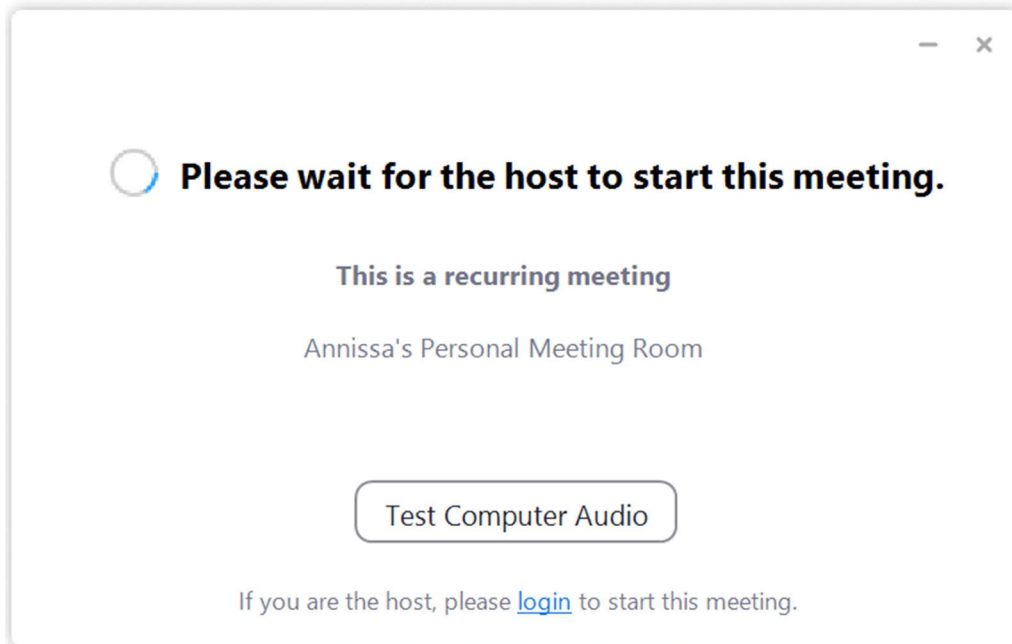 Please wait for the host to start this meeting.
This is a recurring meeting
Annissa's Personal Meeting Room
Test Computer Audio
If you are the host, please login to start this meeting.